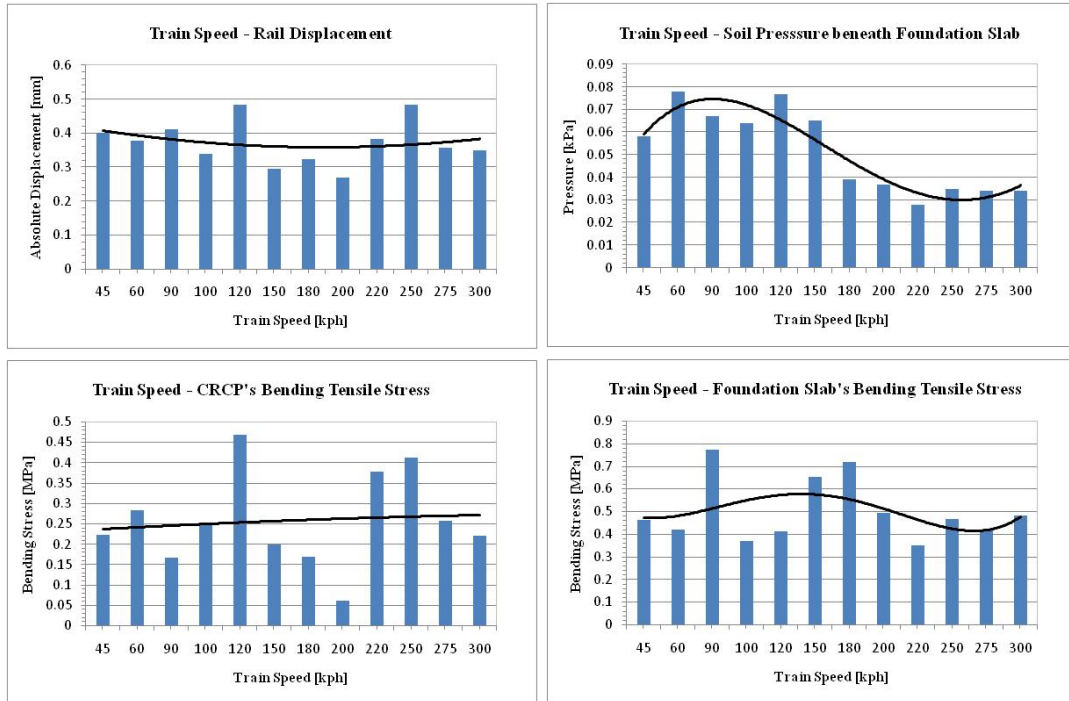 Train Speed - Rail Displacement
Absolute Displacement [mm]
0.6
0.5
0.4
0.3
0.2
0.1
0
45 60 90 100 120 150 180 200 220 250 275 300
Train Speed [kph]
Train Speed - Soil Presssure beneath Foundation Slab
Pressure [kPa]
0.09
0.08
0.07
0.06
0.05
0.04
0.03
0.02
0.01
0
45 60 90 100 120 150 180 200 220 250 275 300
Train Speed [kph]
Train Speed - CRCP's Bending Tensile Stress
Bending Stress [MPa]
0.5
0.45
0.4
0.35
0.3
0.25
0.2
0.15
0.1
0.05
0
45 60 90 100 120 150 180 200 220 250 275 300
Train Speed [kph]
Train Speed - Foundation Slab's Bending Tensile Stress
Bending Stress [MPa]
0.9
0.8
0.7
0.6
0.5
0.4
0.3
0.2
0.1
0
45 60 90 100 120 150 180 200 220 250 275 300
Train Speed [kph]